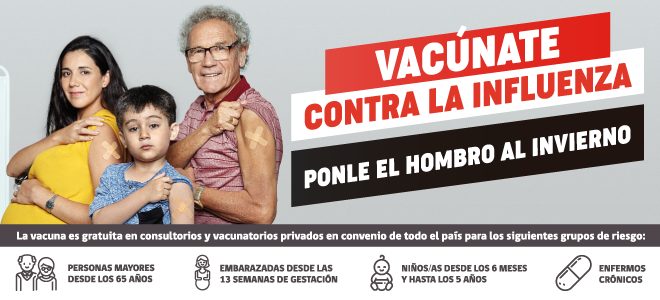 VACÚNATE
CONTRA LA INFLUENZA
PONLE EL HOMBRO AL INVIERNO
La vacuna es gratuita en consultorios y vacunatorios privados en convenio de todo el país para los siguientes grupos de riesgo:
PERSONAS MAYORES
DESDE LOS 65 AÑOS
EMBARAZADAS DESDE LAS
13 SEMANAS DE GESTACIÓN
NIÑOS/AS DESDE LOS 6 MESES
Y HASTA LOS 5 AÑOS
ENFERMOS
CRÓNICOS